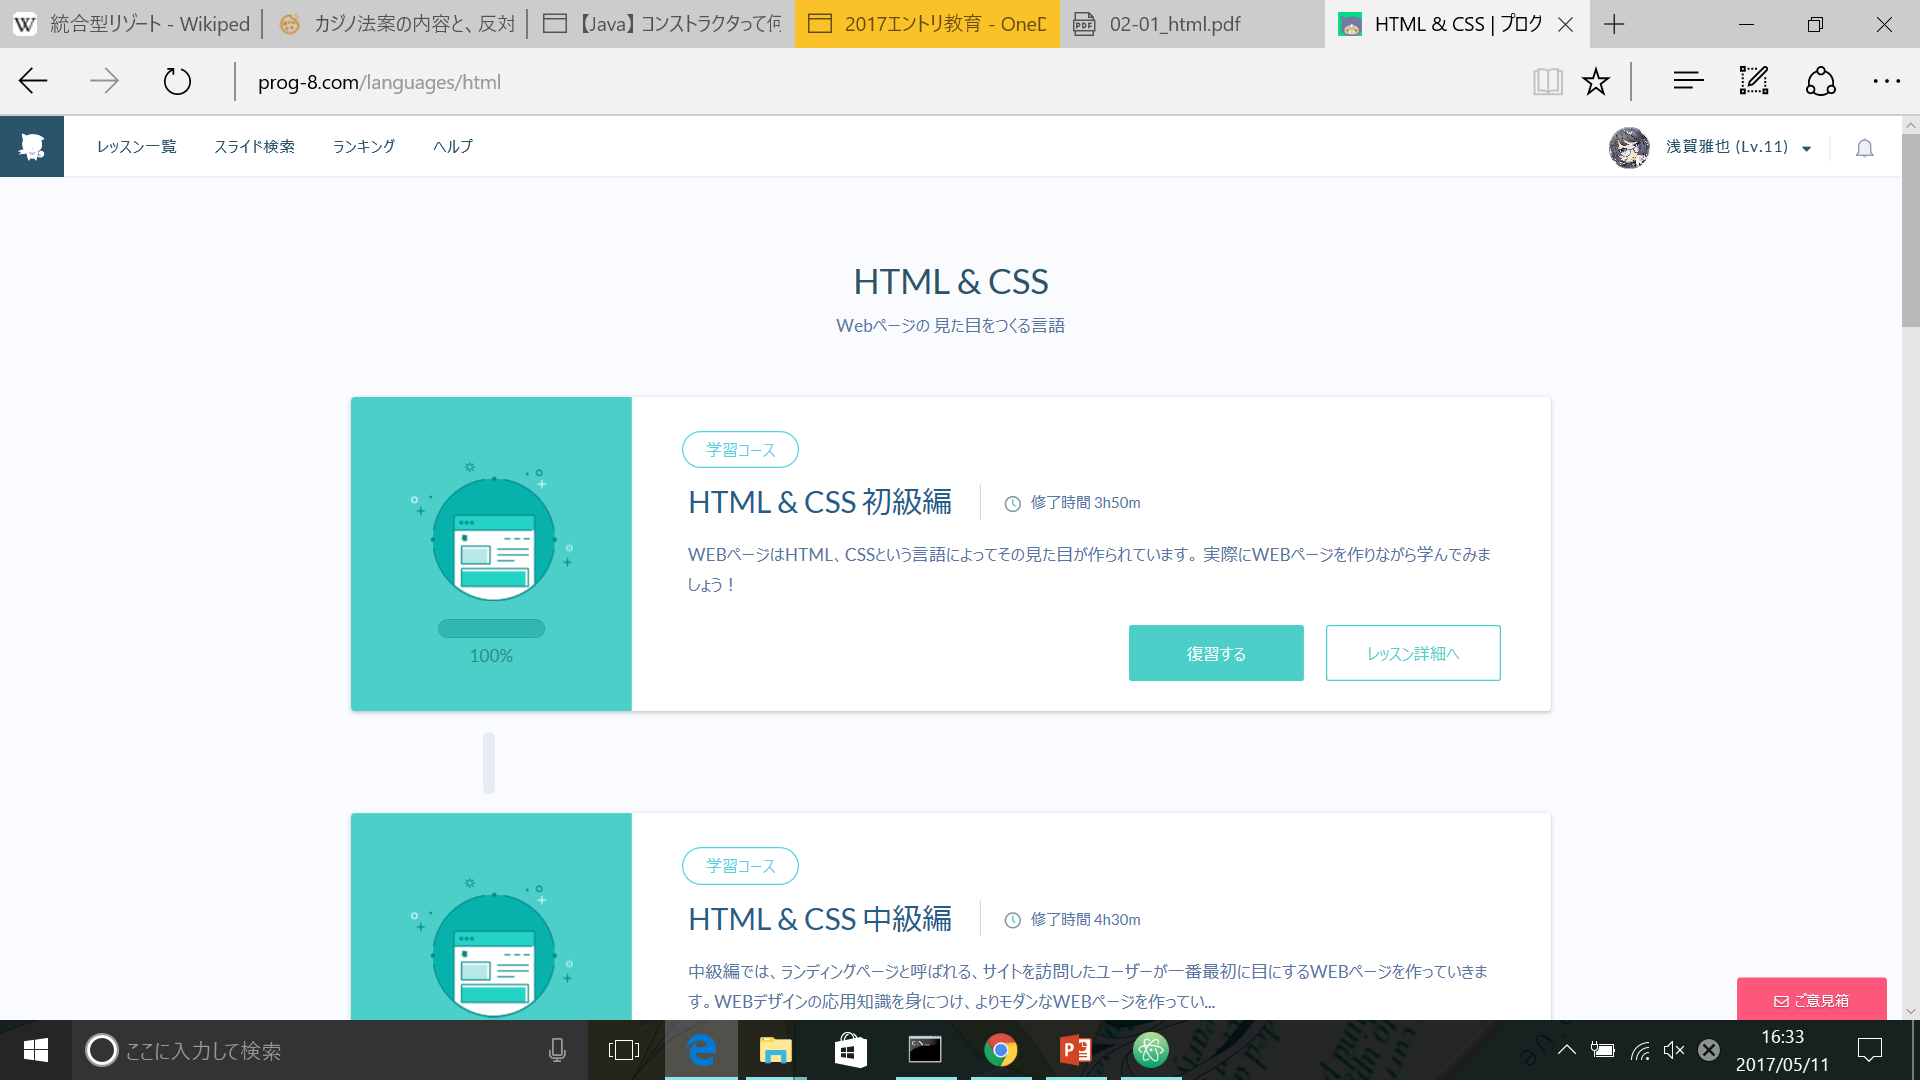 統合型リゾート - Wikiped
カジノ法案の内容と、反対
【Java】コンストラクタって何
2017エントリ教育 - OneD
02-01_html.pdf
HTML & CSS | プログ
prog-8.com/languages/html
レッスン一覧
スライド検索
ランキング
ヘルプ
浅賀雅也 (Lv.11)
HTML & CSS
Webページの 見た目をつくる言語
学習コース
HTML & CSS 初級編
修了時間 3h50m
WEBページはHTML、CSSという言語によってその見た目が作られています。 実際にWEBページを作りながら学んでみま
しょう！
100%
復習する
レッスン詳細へ
学習コース
HTML & CSS 中級編
修了時間 4h30m
中級編では、ランディングページと呼ばれる、サイトを訪問したユーザーが一番最初に目にするWEBページを作っていきま
す。WEBデザインの応用知識を身につけ、よりモダンなWEBページを作ってい...
ご意見箱
ここに入力して検索
16:33
2017/05/11